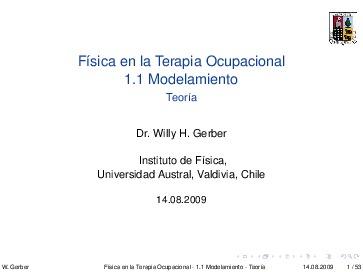 Física en la Terapia Ocupacional
1.1 Modelamiento
Teoría
Dr. Willy H. Gerber
Instituto de Física,
Universidad Austral, Valdivia, Chile
14.08.2009
W. Gerber Física en la Terapia Ocupacional - 1.1 Modelamiento - Teoría 14.08.2009 1 / 53